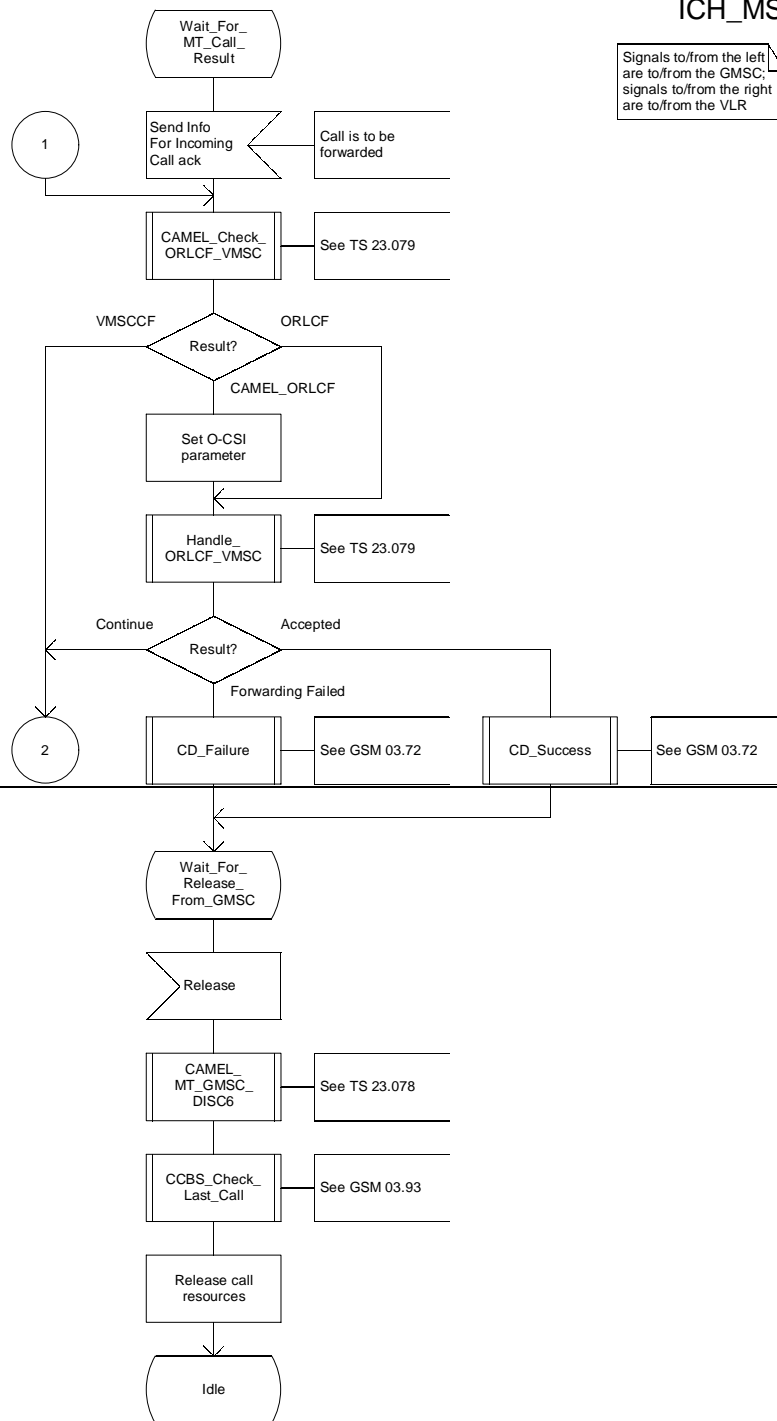 ICH_MS
Signals to/from the left
are to/from the GMSC;
signals to/from the right
are to/from the VLR
Wait_For_
MT_Call_
Result
1
Send Info
For Incoming
Call ack
Call is to be
forwarded
CAMEL_Check_
ORLCF_VMSC
See TS 23.079
VMSCCF
Result?
ORLCF
CAMEL_ORLCF
Set O-CSI
parameter
Handle_
ORLCF_VMSC
See TS 23.079
Continue
Result?
Accepted
Forwarding Failed
2
CD_Failure
See GSM 03.72
CD_Success
See GSM 03.72
Wait_For_
Release_
From_GMSC
Release
CAMEL_
MT_GMSC_
DISC6
See TS 23.078
CCBS_Check_
Last_Call
See GSM 03.93
Release call
resources
Idle